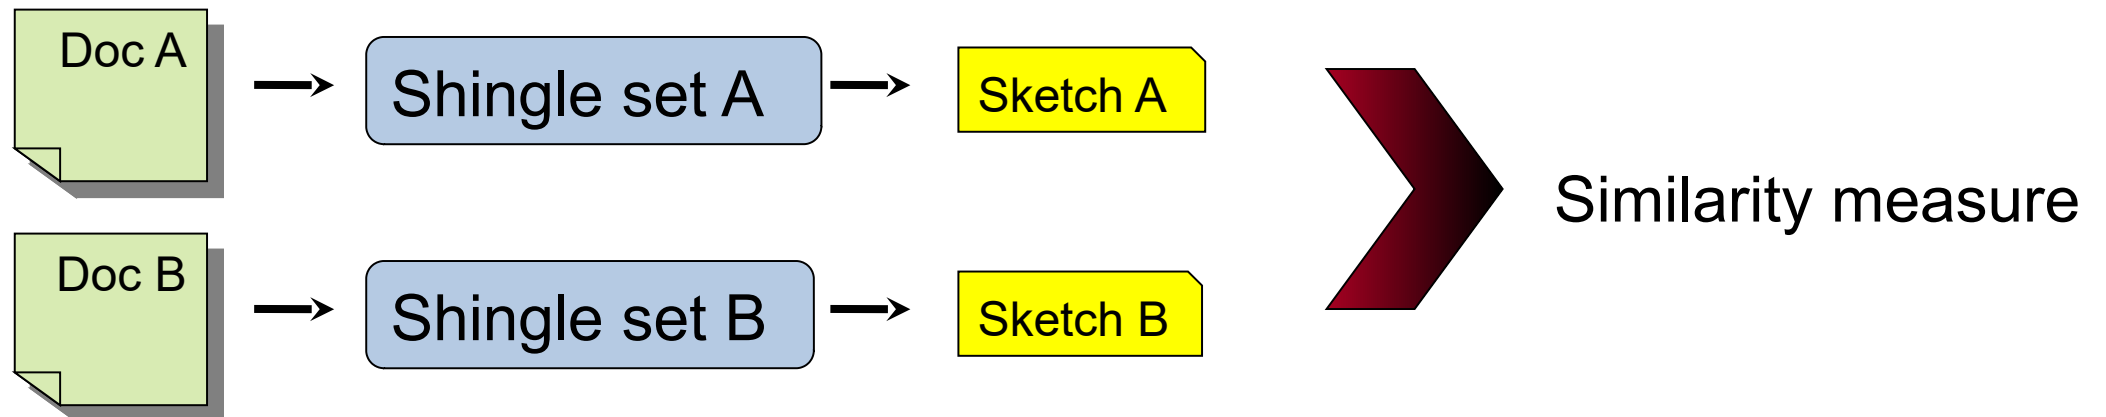 Doc A
Shingle set A
Sketch A
Similarity measure
Doc B
Shingle set B
Sketch B